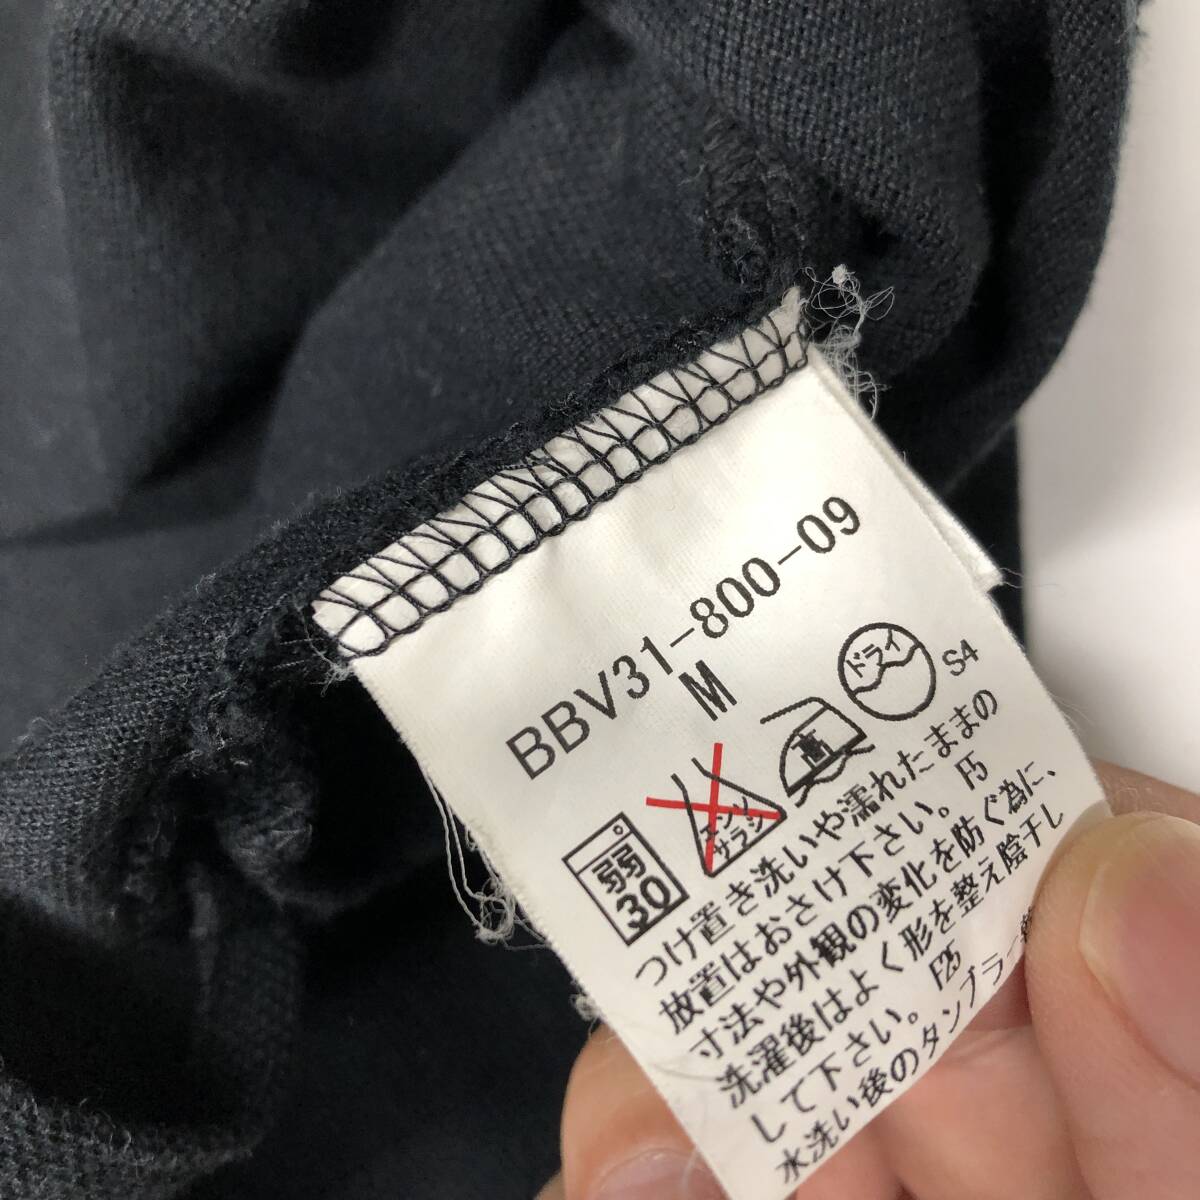 BBV31-800-09
M
弱
30
エンソ
サラシ
高
ドライ
S4
つけ置き洗いや濡れたままの
放置はおさけ下さい。 F5
寸法や外観の変化を防ぐ為に、
洗濯後はよく形を整え陰干し
して下さい。 F25
水洗い後のタンブラー